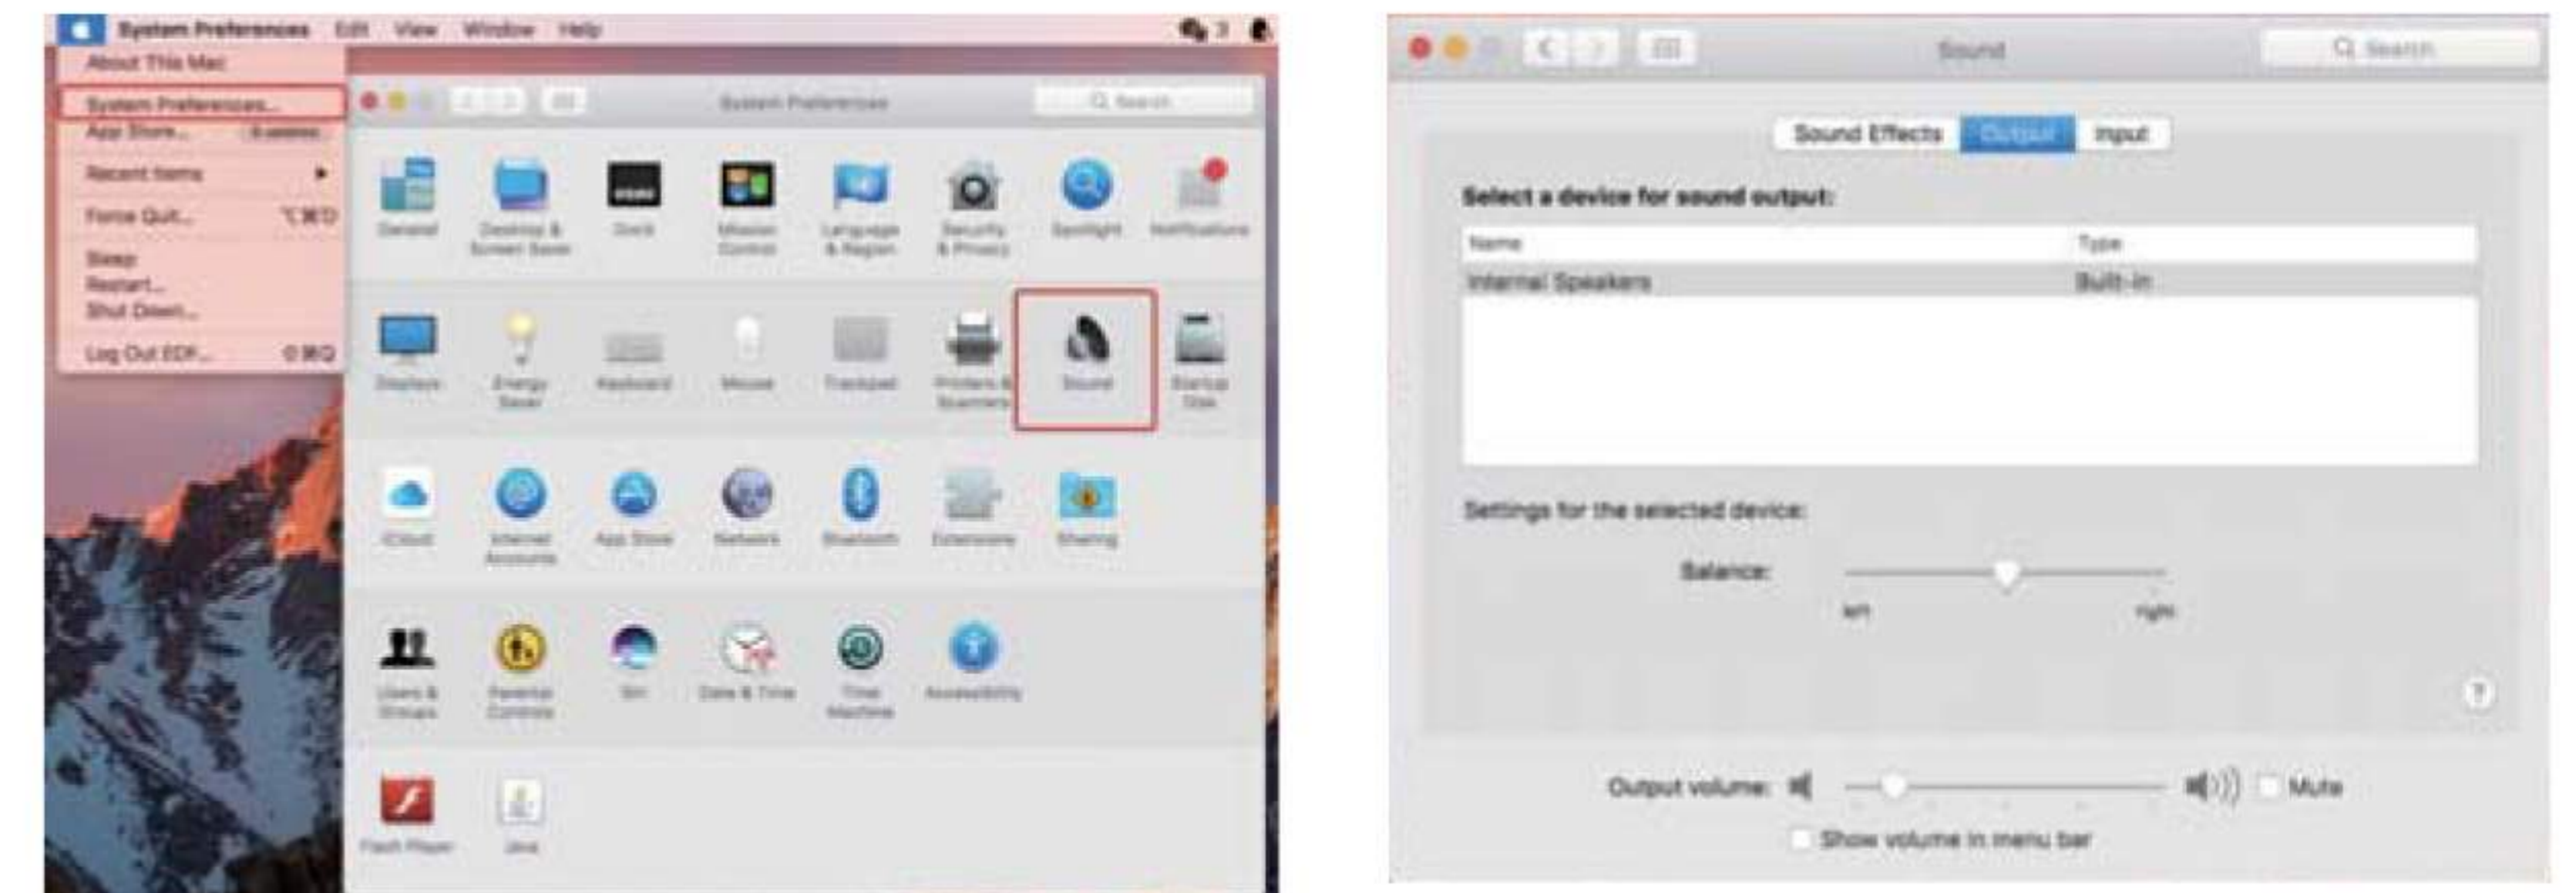 System Preferences Edit View Window Help 3
About This Mac
System Preferences...
App Store...
Recent Items
Force Quit...
Sleep
Restart...
Shut Down...
Log Out EDF...
System Preferences
Search
General
Desktop &
Screen Saver
Dock
Mission
Control
Language
& Region
Security
& Privacy
Spotlight
Notifications
Displays
Energy
Saver
Keyboard
Mouse
Trackpad
Printers &
Scanners
Sound
Startup
Disk
iCloud
Internet
Accounts
App Store
Network
Bluetooth
Extensions
Sharing
Users &
Groups
Parental
Controls
Siri
Date & Time
Time
Machine
Accessibility
Flash Player
Java
Sound
Search
Sound Effects Output Input
Select a device for sound output:
Name Type
Internal Speakers Built-in
Settings for the selected device:
Balance:
left right
?
Output volume: Mute
Show volume in menu bar